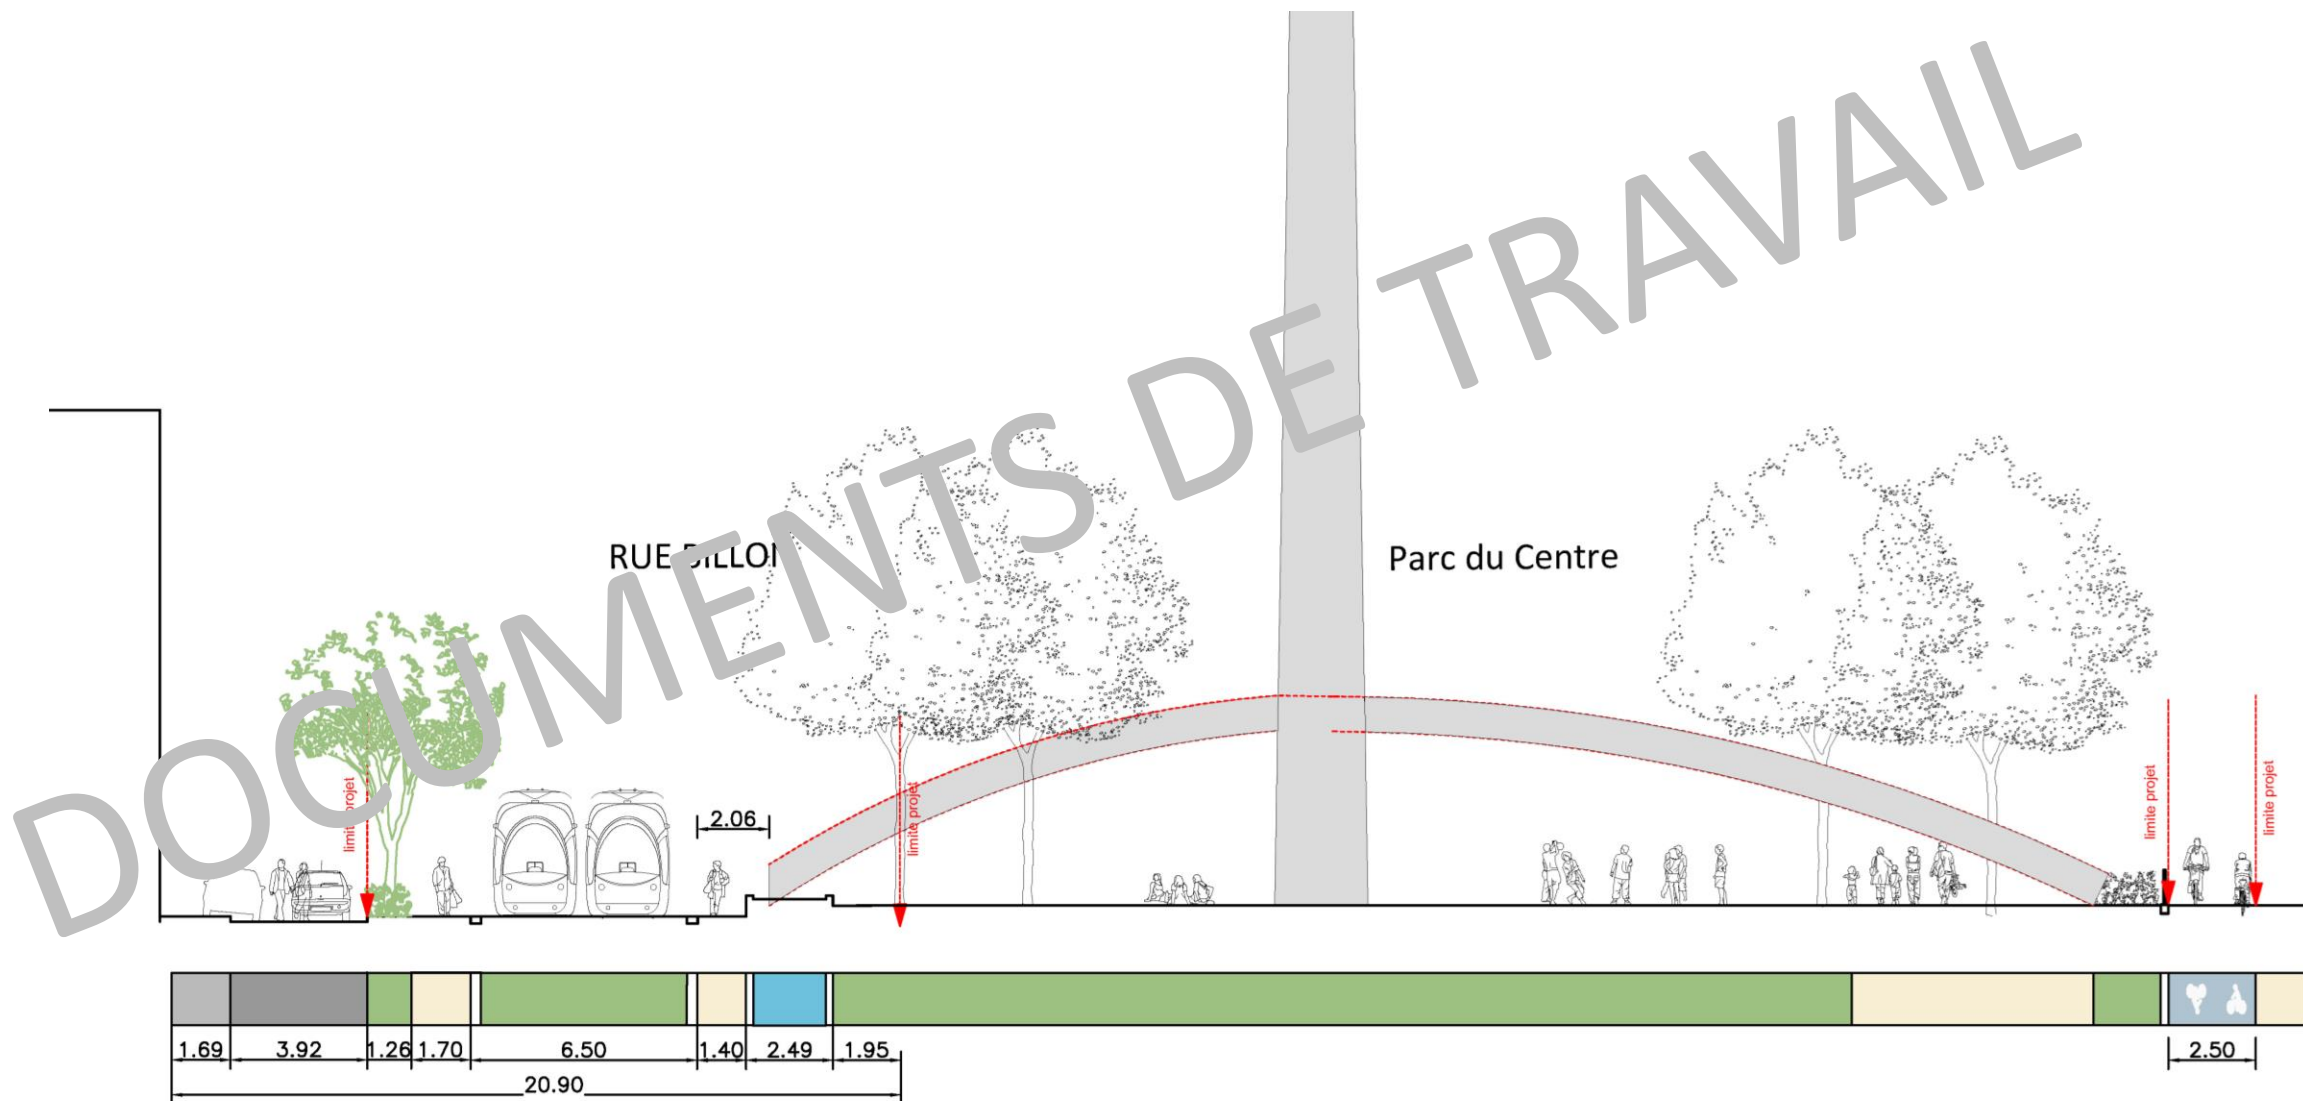 DOCUMENTS DE TRAVAIL
RUE
Parc du Centre
limite projet
limite projet
limite projet
limite projet
2.06
1.69 3.92 1.26 1.70 6.50 1.40 2.49 1.95 2.50
20.90